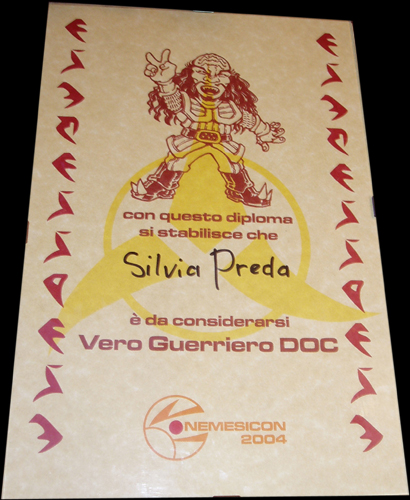 con questo diploma
si stabilisce che
Silvia Preda
è da considerarsi
Vero Guerriero DOC
NEMESICON
2004